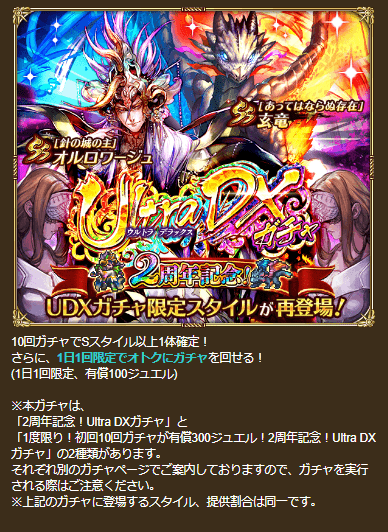 SS [あってはならぬ存在]
玄竜
SS [針の城の主]
オルロワージュ
Ultra DX
ウルトラ・デラックス
ガチャ
2周年記念!
UDXガチャ限定スタイルが再登場!
10回ガチャでSスタイル以上1体確定！
さらに、1日1回限定でオトクにガチャを回せる！
(1日1回限定、有償100ジュエル)
※本ガチャは、
「2周年記念！Ultra DXガチャ」と
「1度限り！初回10回ガチャが有償300ジュエル！2周年記念！Ultra DX
ガチャ」の2種類があります。
それぞれ別のガチャページでご案内しておりますので、ガチャを実行
される際はご注意ください。
※上記のガチャに登場するスタイル、提供割合は同一です。